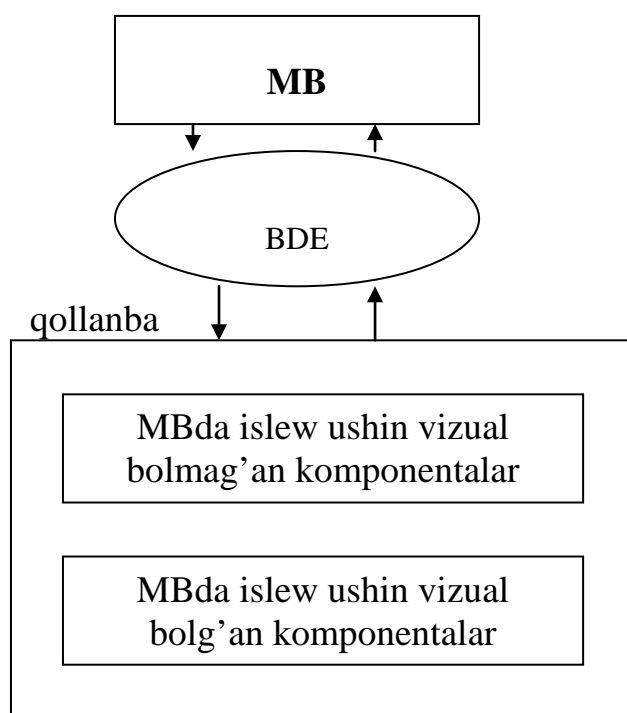 MB
BDE
qollanba
MBda islew ushin vizual
bolmag’an komponentalar
MBda islew ushin vizual
bolg’an komponentalar